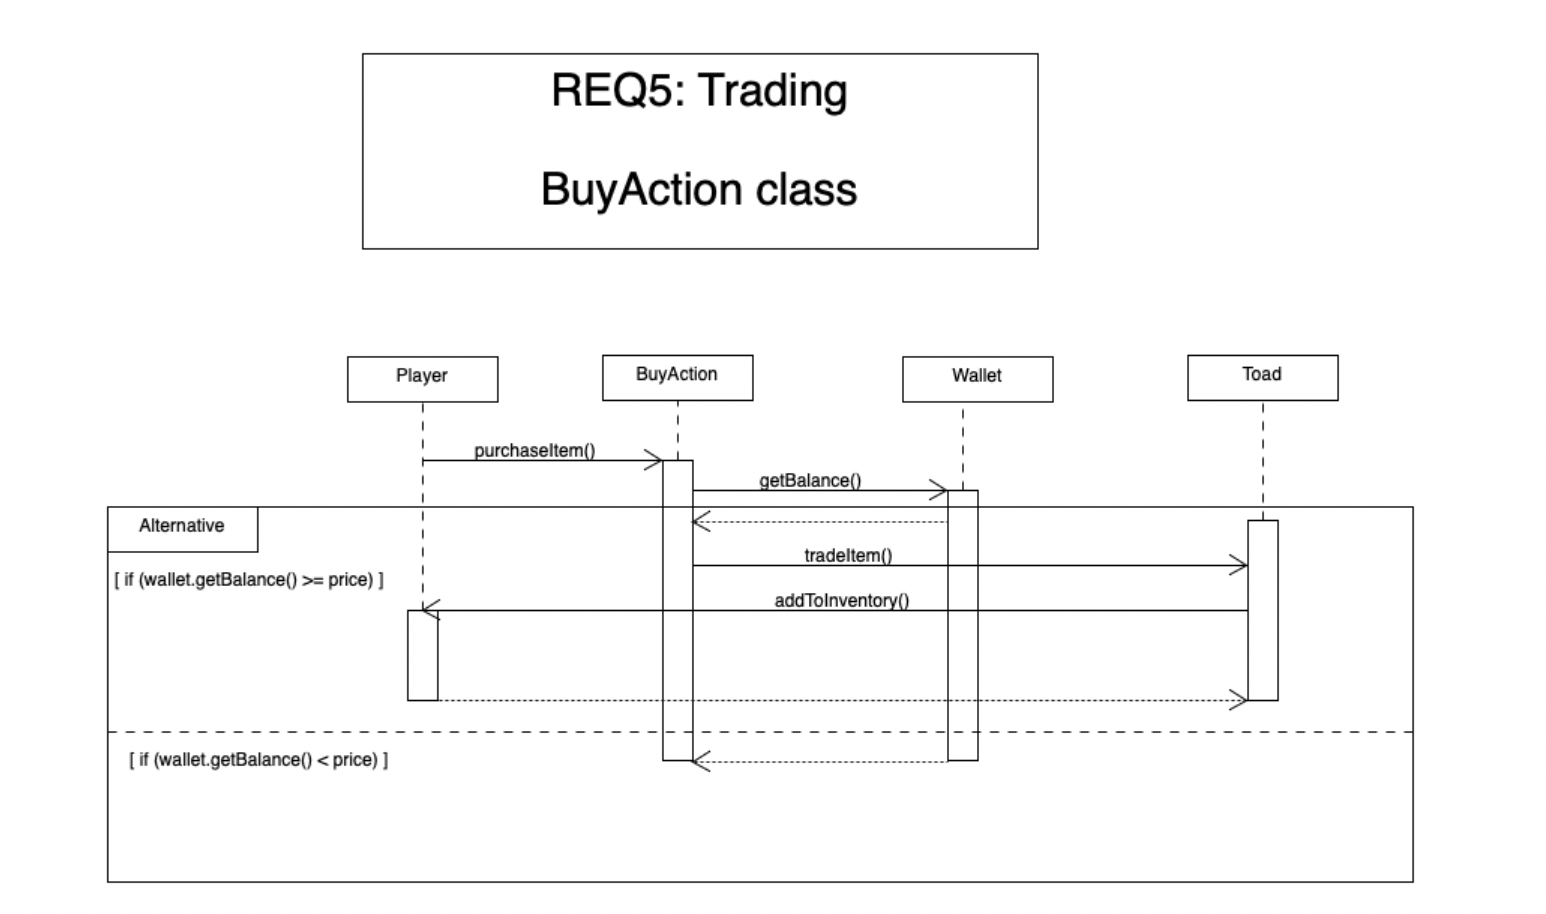 REQ5: Trading
BuyAction class
Player
BuyAction
Wallet
Toad
purchaseItem()
getBalance()
Alternative
tradeItem()
[ if (wallet.getBalance() >= price) ]
addToInventory()
[ if (wallet.getBalance() < price) ]